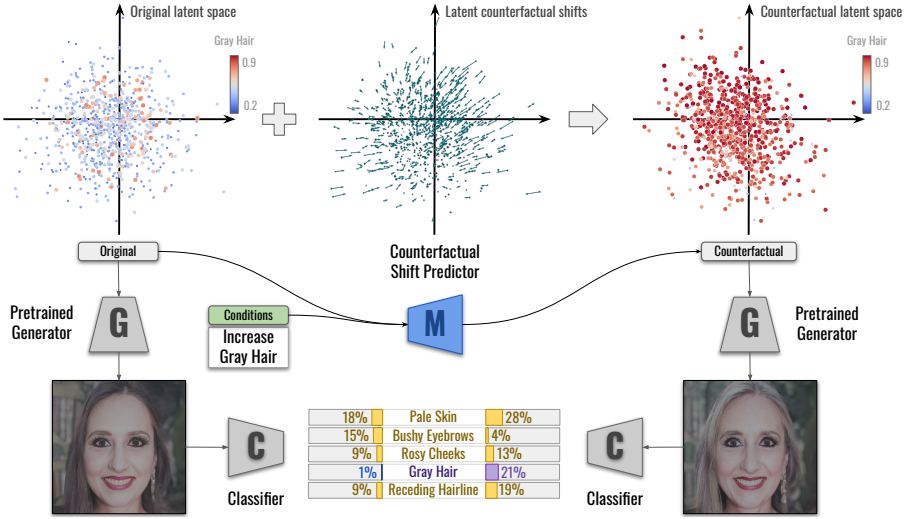 Original latent space
Latent counterfactual shifts
Counterfactual latent space
Gray Hair
0.9
0.2
Gray Hair
0.9
0.2
Original
Counterfactual
Shift Predictor
Counterfactual
Pretrained
Generator
G
Conditions
Increase
Gray Hair
M
G
Pretrained
Generator
C
Classifier
18% Pale Skin 28%
15% Bushy Eyebrows 4%
9% Rosy Cheeks 13%
1% Gray Hair 21%
9% Receding Hairline 19%
C
Classifier